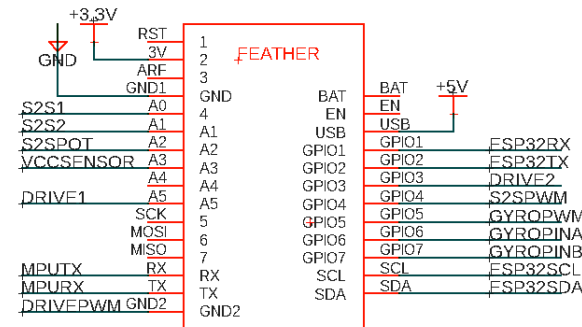 +3.3V
GND
FEATHER
RST 1
3V 2
ARF 3
GND1 GND
S2S1 A0 4
S2S2 A1 A1
S2SPOT A2 A2
VCCSENSOR A3 A3
A4 A4
DRIVE1 A5 A5
SCK 5
MOSI 6
MISO 7
MPUTX RX RX
MPURX TX TX
DRIVEPWM GND2 GND2
+5V
BAT BAT
EN EN
USB USB
GPIO1 GPIO1 ESP32RX
GPIO2 GPIO2 ESP32TX
GPIO3 GPIO3 DRIVE2
GPIO4 GPIO4 S2SPWM
GPIO5 GPIO5 GYROPWM
GPIO6 GPIO6 GYROPINA
GPIO7 GPIO7 GYROPINB
SCL SCL ESP32SCL
SDA SDA ESP32SDA